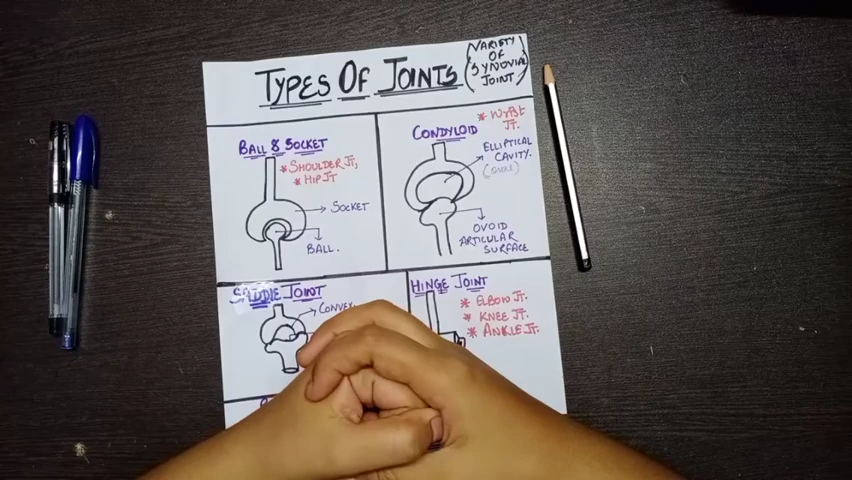 TYPES OF JOINTS
(VARIETY
OF
SYNOVIAL
JOINT)
BALL & SOCKET
* SHOULDER JT,
* HIP JT
SOCKET
BALL.
CONDYLOID
* WRIST
JT.
ELLIPTICAL
CAVITY.
(oval)
OVOID
ARTICULAR
SURFACE
SADDLE JOINT
CONVEX
HINGE JOINT
* ELBOW JT.
* KNEE JT.
* ANKLE JT.